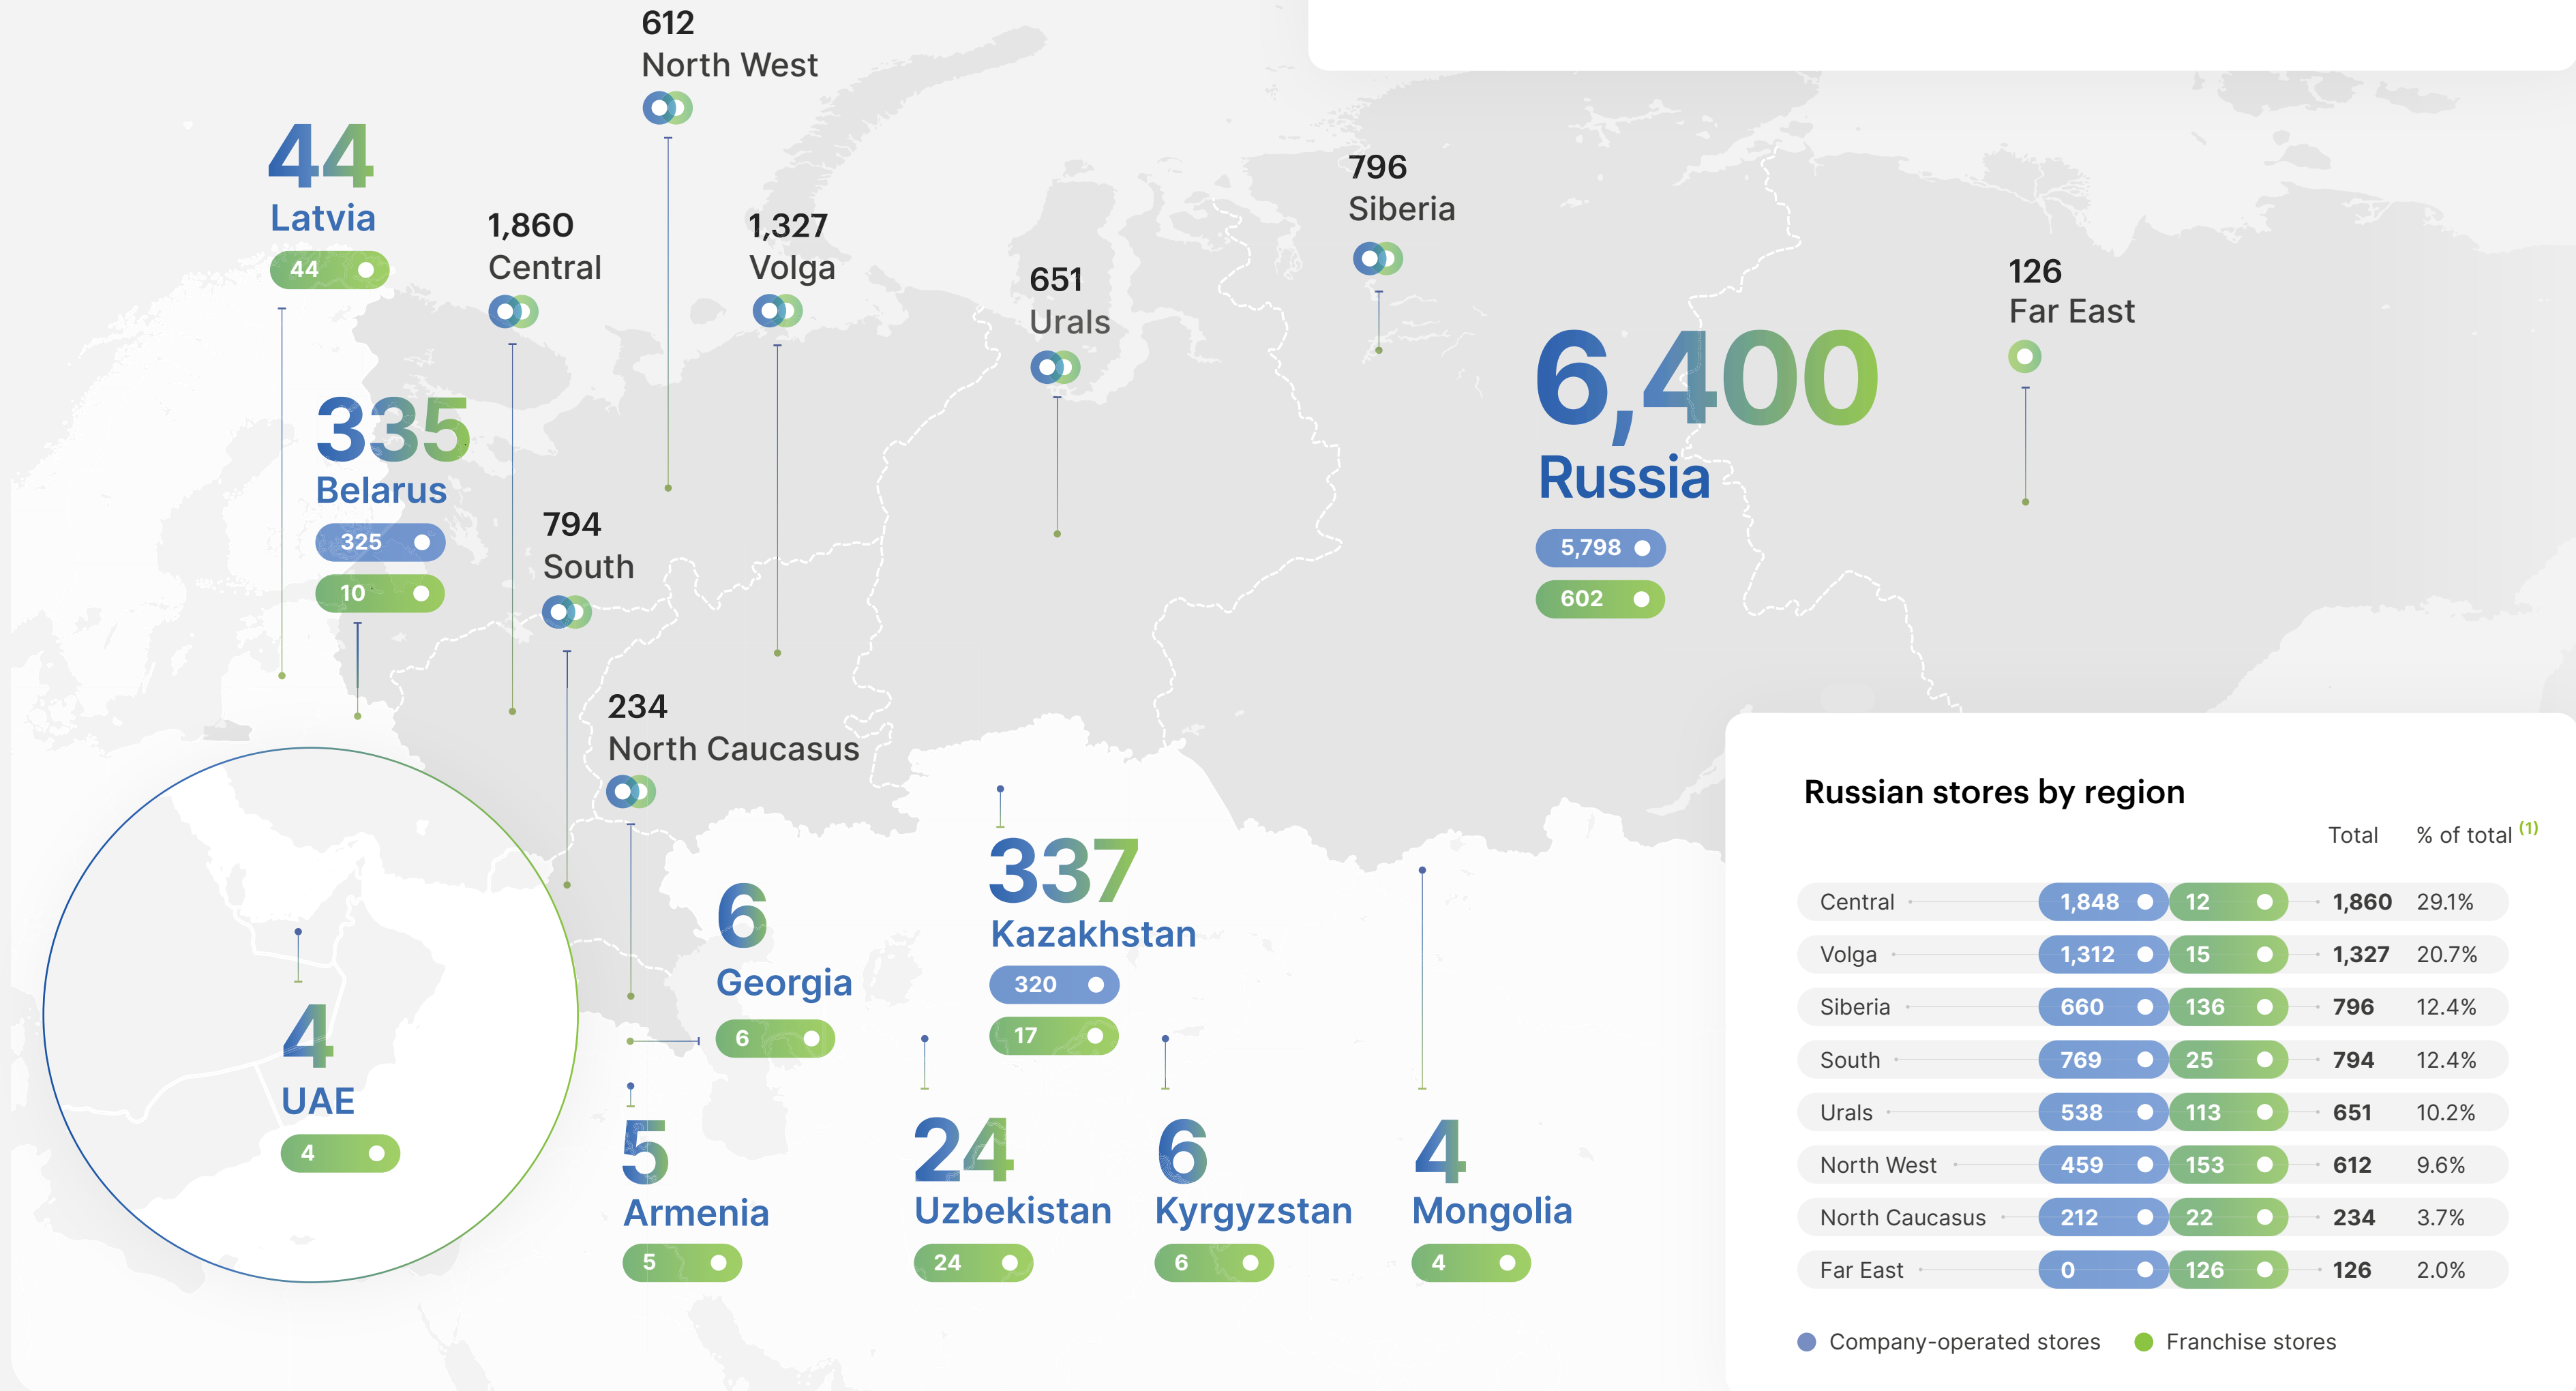 612
North West
44
Latvia
44
1,860
Central
1,327
Volga
651
Urals
796
Siberia
126
Far East
335
Belarus
325
10
794
South
6,400
Russia
5,798
602
234
North Caucasus
4
UAE
4
6
Georgia
6
337
Kazakhstan
320
17
5
Armenia
5
24
Uzbekistan
24
6
Kyrgyzstan
6
4
Mongolia
4
Russian stores by region
Total % of total (1)
Central 1,848 12 1,860 29.1%
Volga 1,312 15 1,327 20.7%
Siberia 660 136 796 12.4%
South 769 25 794 12.4%
Urals 538 113 651 10.2%
North West 459 153 612 9.6%
North Caucasus 212 22 234 3.7%
Far East 0 126 126 2.0%
Company-operated stores Franchise stores